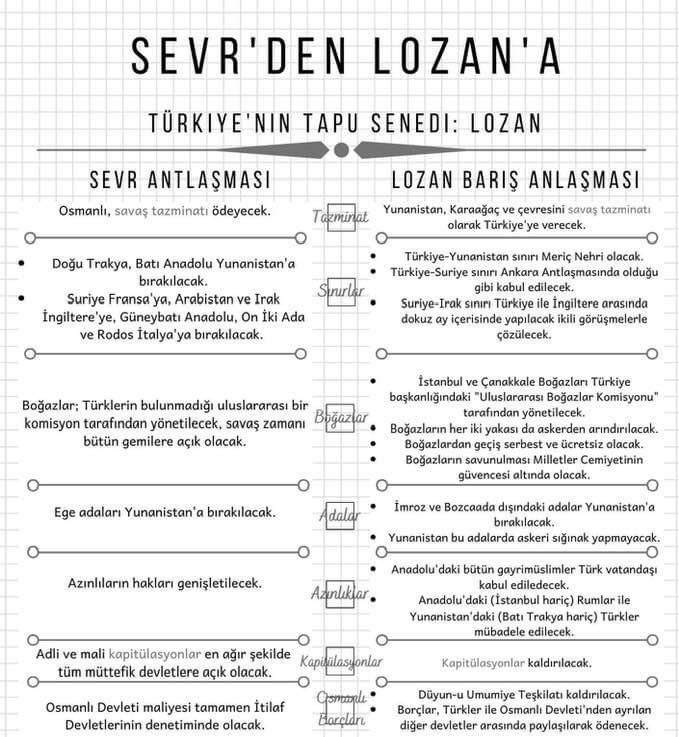 SEVR'DEN LOZAN'A
TÜRKIYE'NIN TAPU SENEDI: LOZAN
SEVR ANTLAŞMASI
LOZAN BARIŞ ANLAŞMASI
Osmanlı, savaş tazminatı ödeyecek.
Tazminat
Yunanistan, Karaağaç ve çevresini savaş tazminatı
olarak Türkiye'ye verecek.
Doğu Trakya, Batı Anadolu Yunanistan'a
bırakılacak.
Suriye Fransa'ya, Arabistan ve Irak
İngiltere'ye, Güneybatı Anadolu, On İki Ada
ve Rodos İtalya'ya bırakılacak.
Sınırlar
Türkiye-Yunanistan sınırı Meriç Nehri olacak.
Türkiye-Suriye sınırı Ankara Antlaşmasında olduğu
gibi kabul edilecek.
Suriye-Irak sınırı Türkiye ile İngiltere arasında
dokuz ay içerisinde yapılacak ikili görüşmelerle
çözülecek.
Boğazlar; Türklerin bulunmadığı uluslararası bir
komisyon tarafından yönetilecek, savaş zamanı
bütün gemilere açık olacak.
Boğazlar
İstanbul ve Çanakkale Boğazları Türkiye
başkanlığındaki "Uluslararası Boğazlar Komisyonu"
tarafından yönetilecek.
Boğazların her iki yakası da askerden arındırılacak.
Boğazlardan geçiş serbest ve ücretsiz olacak.
Boğazların savunulması Milletler Cemiyetinin
güvencesi altında olacak.
Ege adaları Yunanistan'a bırakılacak.
Adalar
İmroz ve Bozcaada dışındaki adalar Yunanistan'a
bırakılacak.
Yunanistan bu adalarda askeri sığınak yapmayacak.
Azınlıların hakları genişletilecek.
Azınlıklar
Anadolu'daki bütün gayrimüslimler Türk vatandaşı
kabul ediledecek.
Anadolu'daki (İstanbul hariç) Rumlar ile
Yunanistan'daki (Batı Trakya hariç) Türkler
mübadele edilecek.
Adli ve mali kapitülasyonlar en ağır şekilde
tüm müttefik devletlere açık olacak.
Kapitülasyonlar
Kapitülasyonlar kaldırılacak.
Osmanlı Devleti maliyesi tamamen İtilaf
Devletlerinin denetiminde olacak.
Osmanlı
Borçları
Düyun-u Umumiye Teşkilatı kaldırılacak.
Borçlar, Türkler ile Osmanlı Devleti'nden ayrılan
diğer devletler arasında paylaşılarak ödenecek.